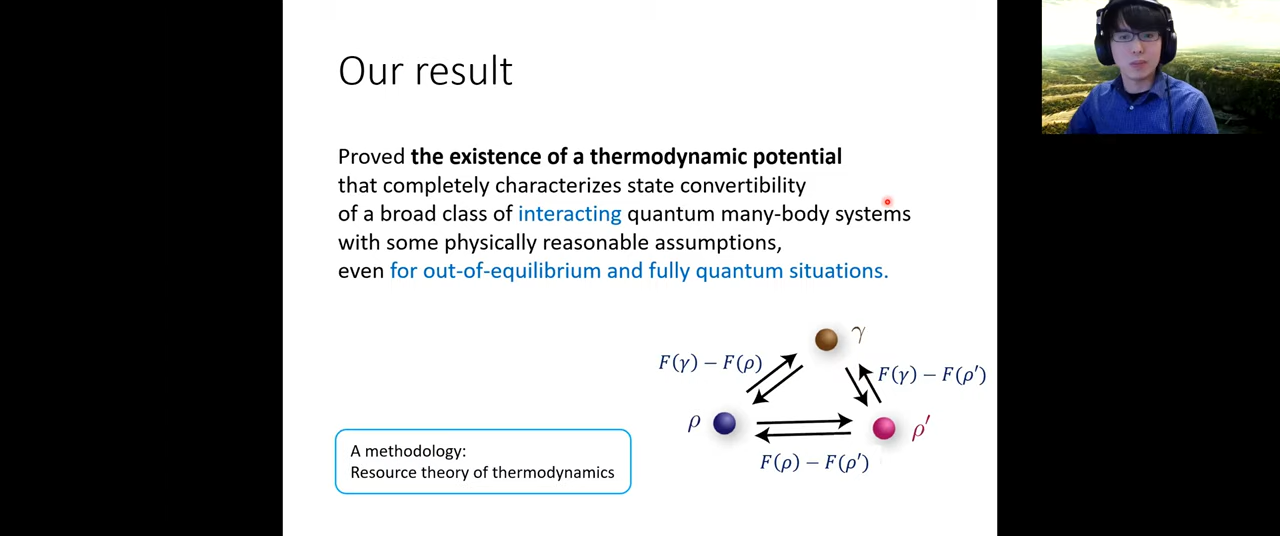 Our result
Proved the existence of a thermodynamic potential
that completely characterizes state convertibility
of a broad class of interacting quantum many-body systems
with some physically reasonable assumptions,
even for out-of-equilibrium and fully quantum situations.
γ
F(γ) − F(ρ)
F(γ) − F(ρ′)
ρ
ρ′
F(ρ) − F(ρ′)
A methodology:
Resource theory of thermodynamics